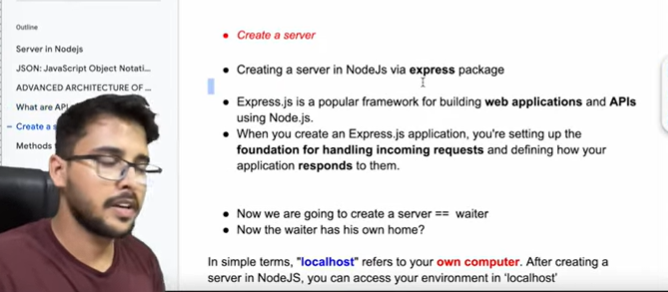 Outline
Server in Nodejs
JSON: JavaScript Object Notati...
ADVANCED ARCHITECTURE OF ...
What are API
Create a
Methods
Create a server
Creating a server in NodeJs via express package
Express.js is a popular framework for building web applications and APIs
using Node.js.
When you create an Express.js application, you're setting up the
foundation for handling incoming requests and defining how your
application responds to them.
Now we are going to create a server == waiter
Now the waiter has his own home?
In simple terms, "localhost" refers to your own computer. After creating a
server in NodeJS, you can access your environment in 'localhost'